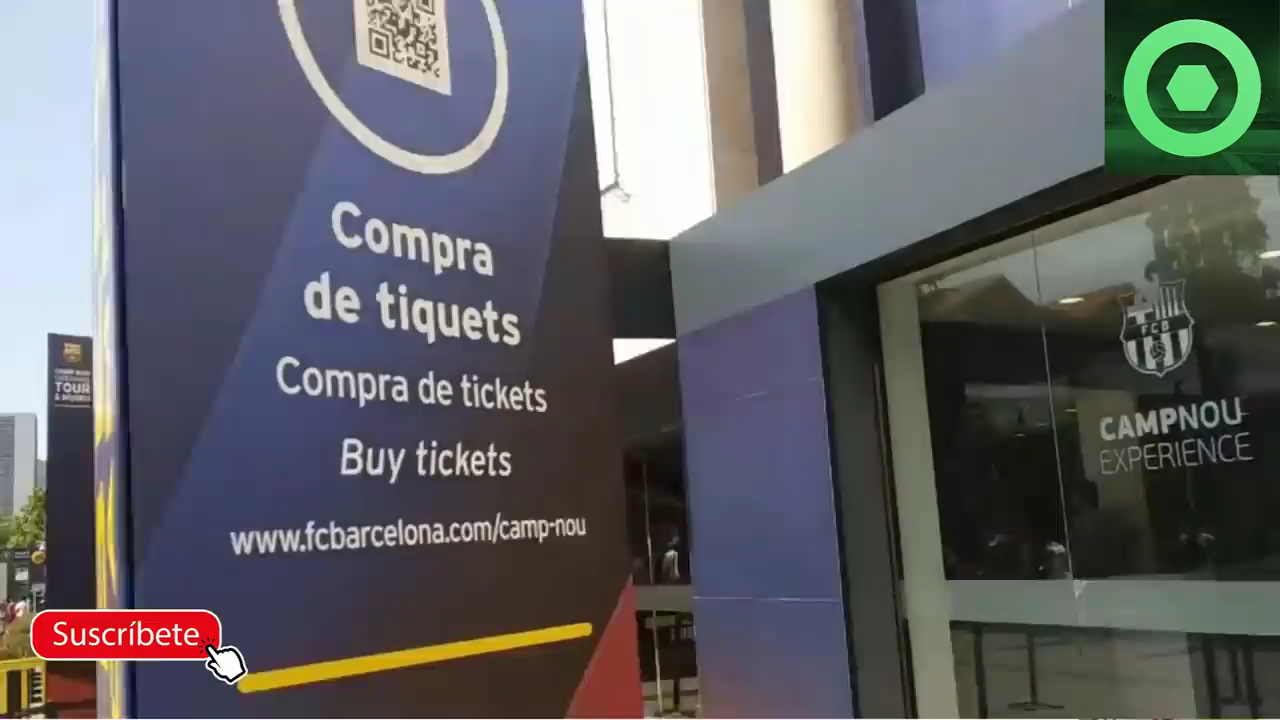 Compra
de tiquets
Compra de tickets
Buy tickets
www.fcbarcelona.com/camp-nou
TOUR
FCB
CAMPNOU
EXPERIENCE
Suscríbete